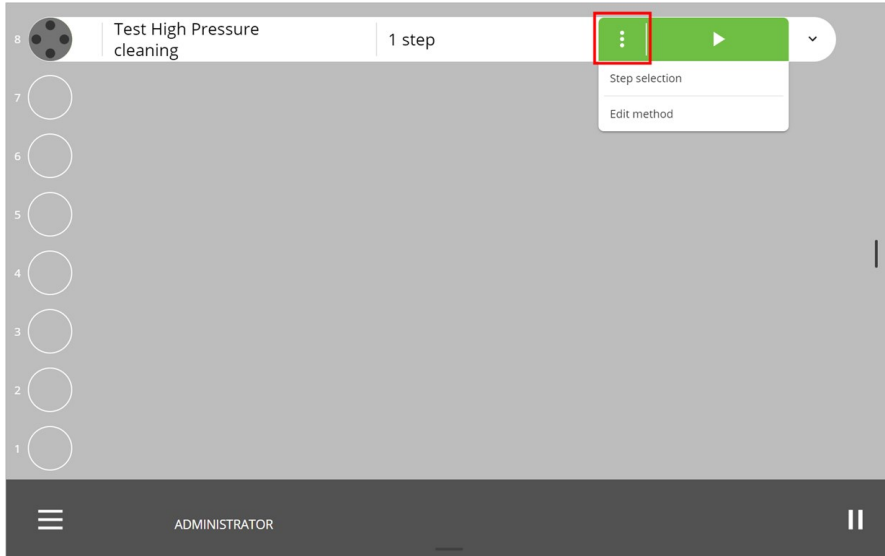 8
Test High Pressure
cleaning
1 step
Step selection
7
Edit method
6
5
4
3
2
1
ADMINISTRATOR